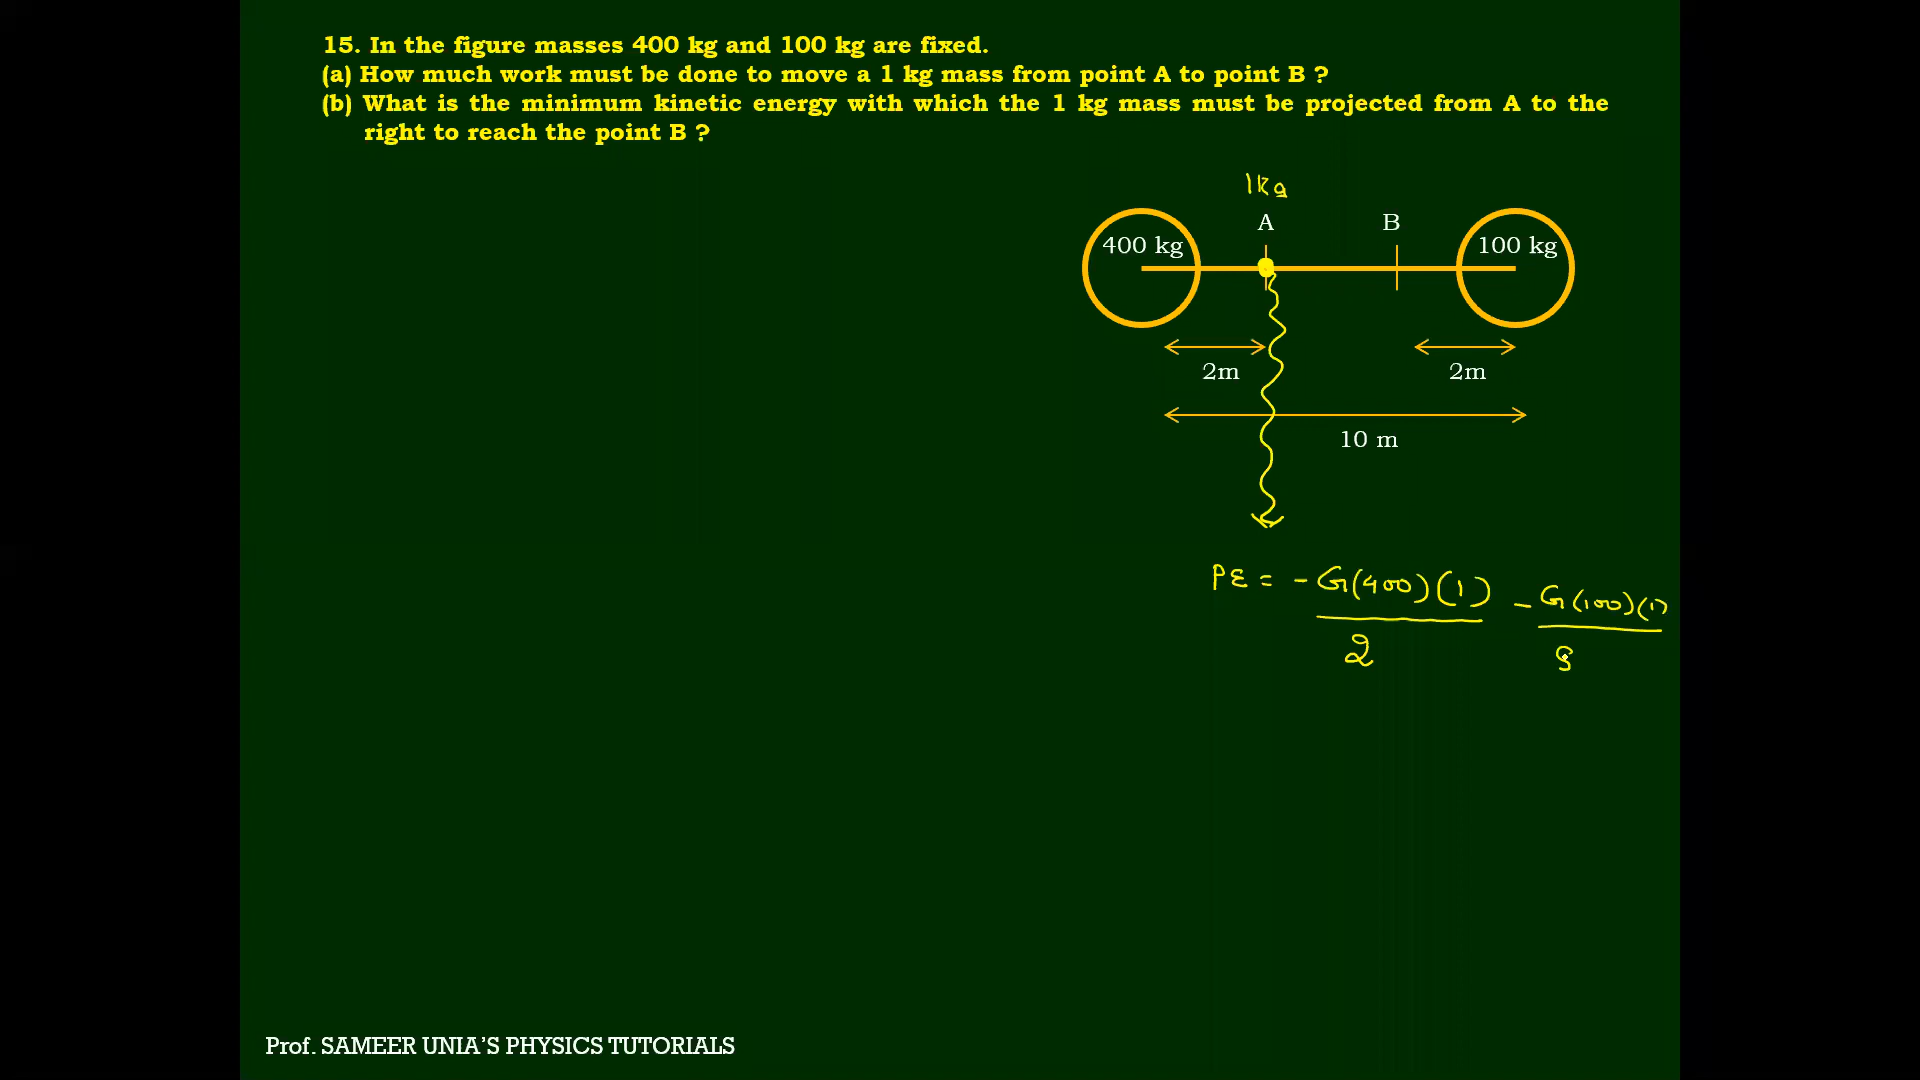 15. In the figure masses 400 kg and 100 kg are fixed.
(a) How much work must be done to move a 1 kg mass from point A to point B ?
(b) What is the minimum kinetic energy with which the 1 kg mass must be projected from A to the
right to reach the point B ?
1kg
A B
400 kg 100 kg
2m 2m
10 m
PE = - G(400)(1) - G(100)(1)
2 8
Prof. SAMEER UNIA'S PHYSICS TUTORIALS